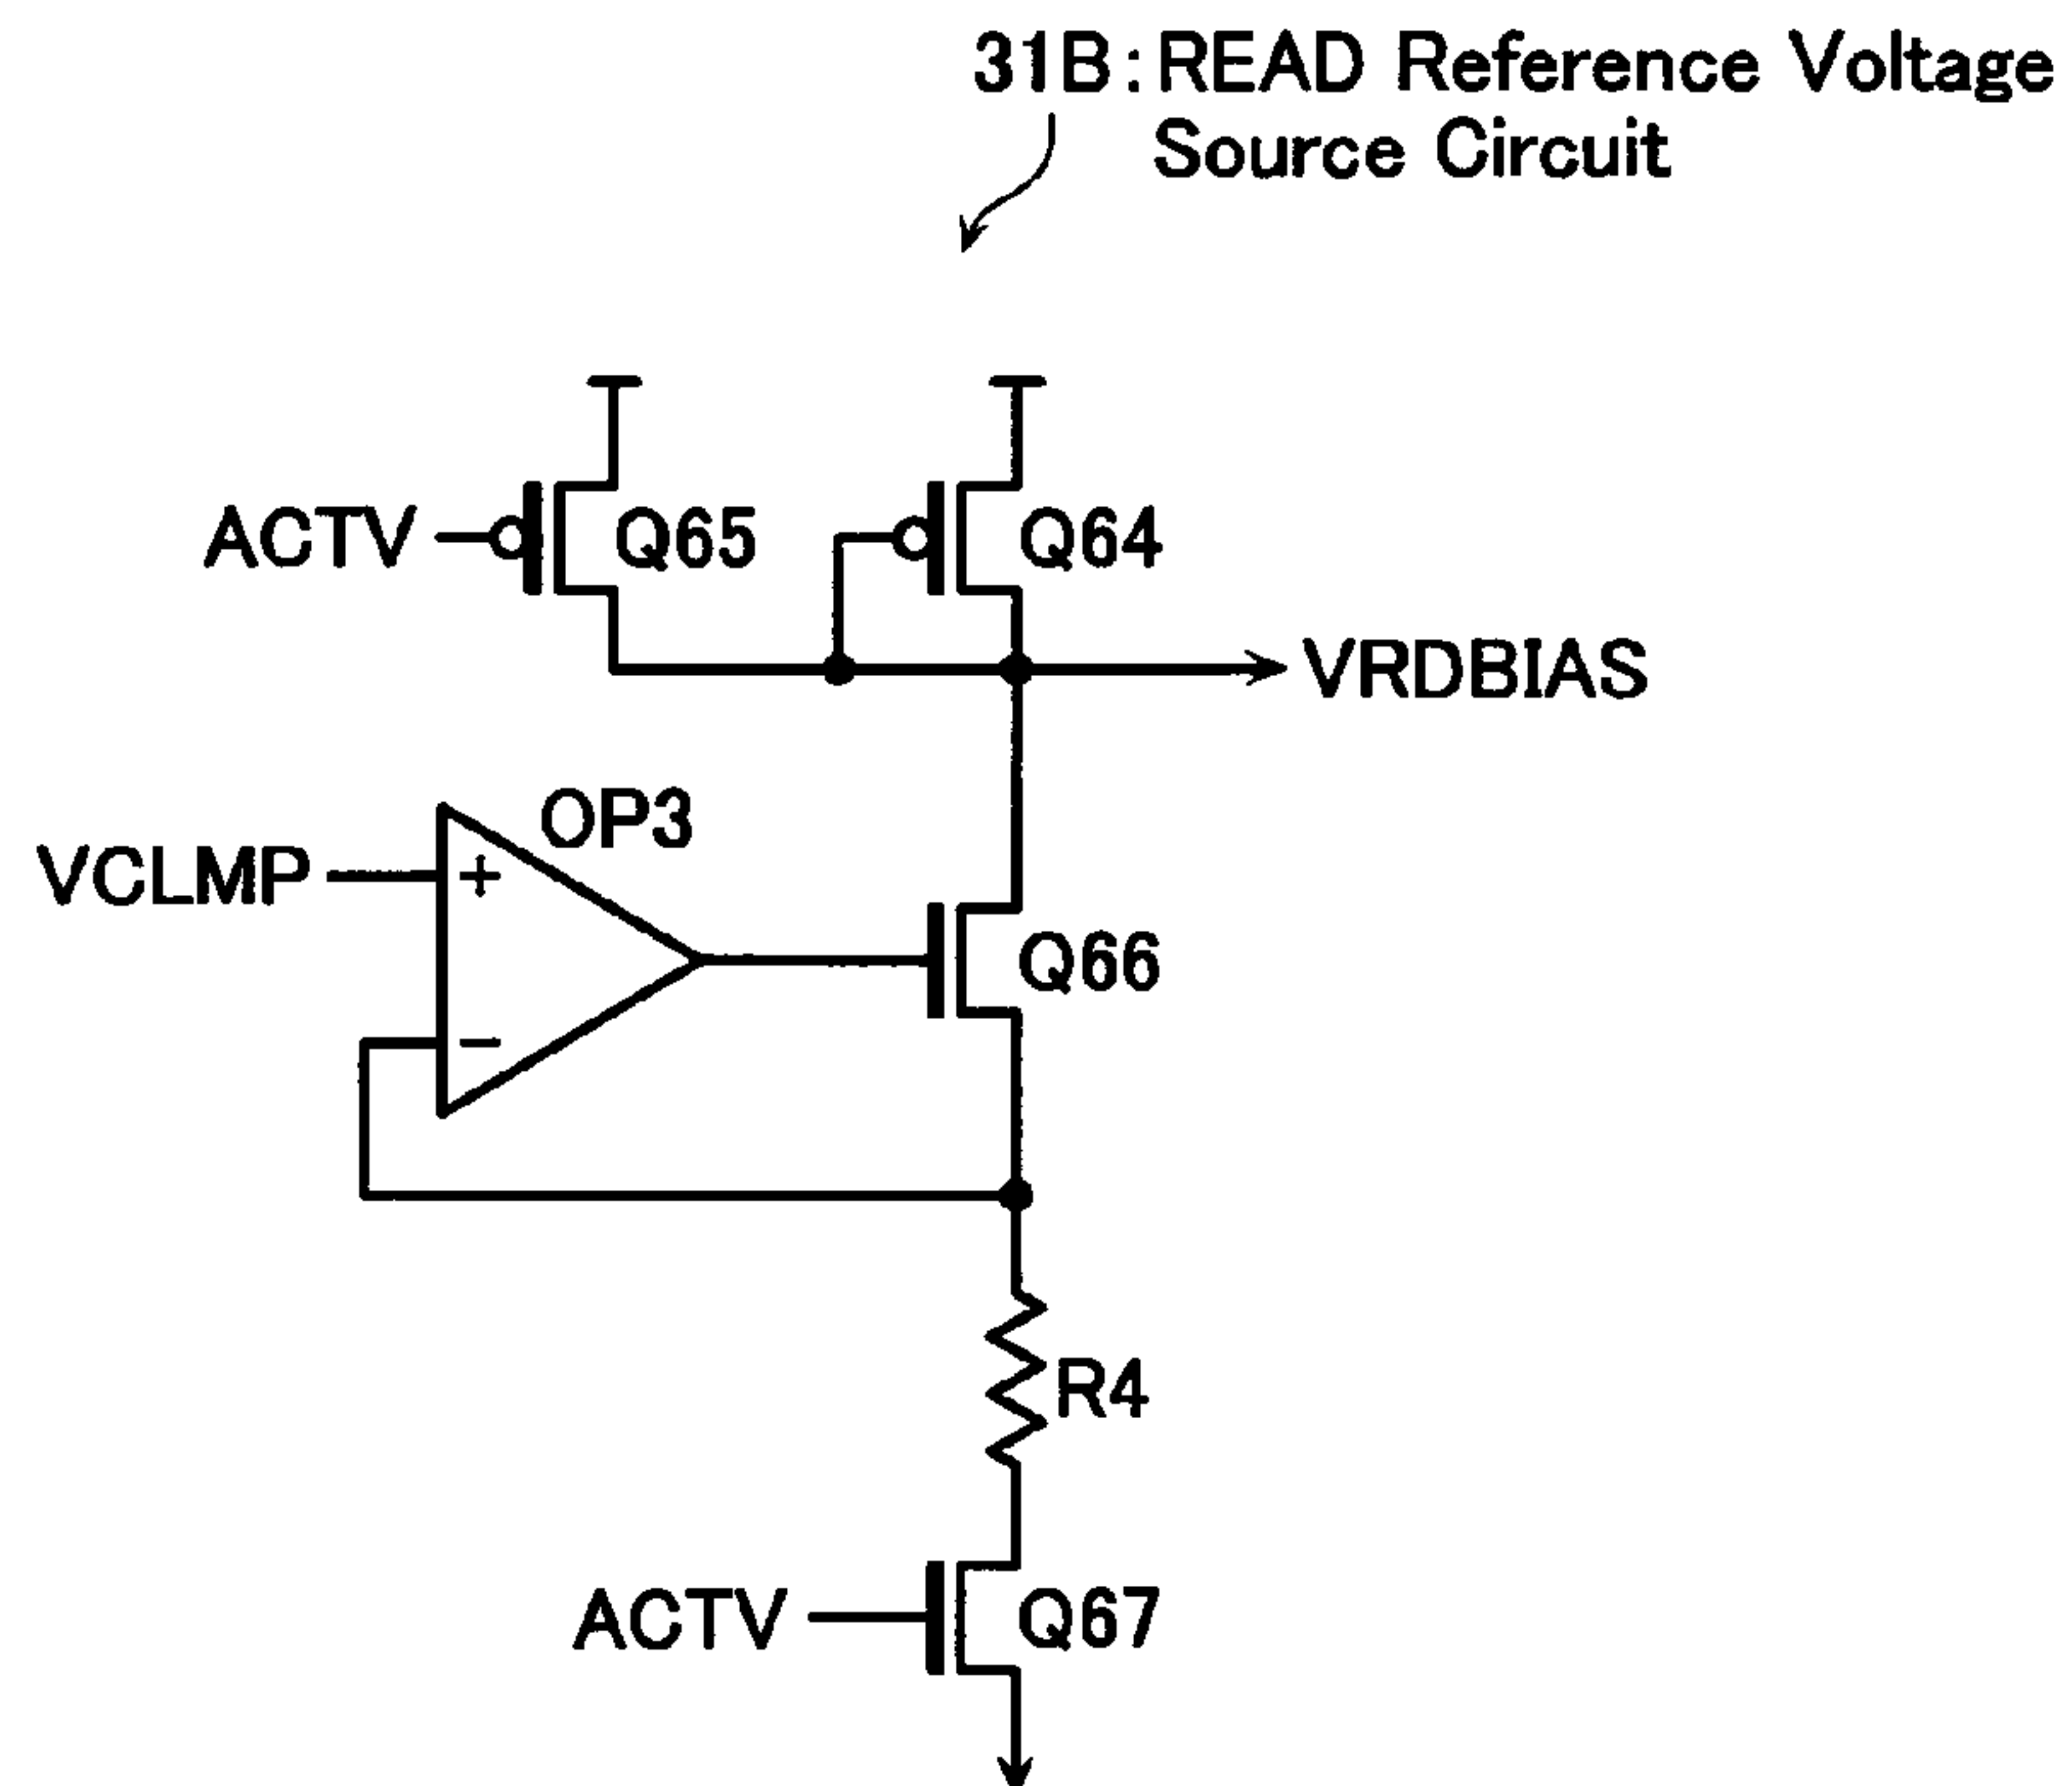 31B:READ Reference Voltage
Source Circuit
ACTV
Q65
Q64
VRDBIAS
OP3
VCLMP
+
Q66
−
R4
ACTV
Q67